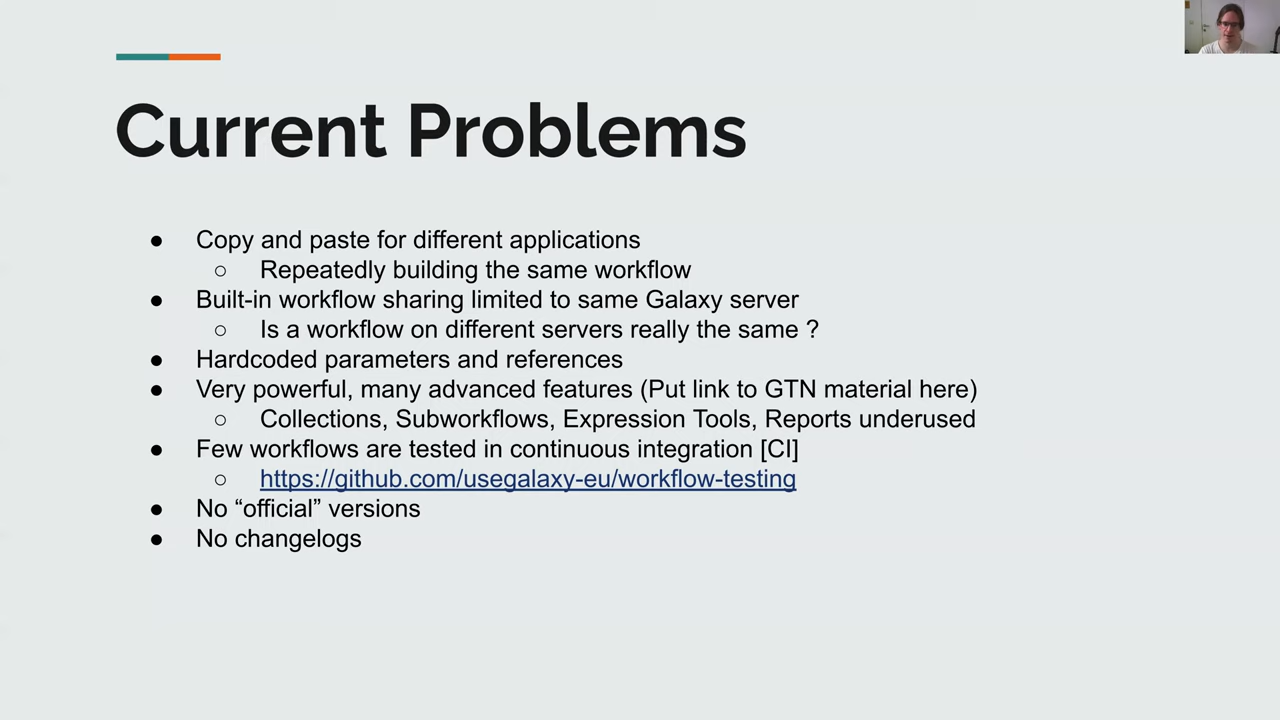 Current Problems
● Copy and paste for different applications
○ Repeatedly building the same workflow
● Built-in workflow sharing limited to same Galaxy server
○ Is a workflow on different servers really the same ?
● Hardcoded parameters and references
● Very powerful, many advanced features (Put link to GTN material here)
○ Collections, Subworkflows, Expression Tools, Reports underused
● Few workflows are tested in continuous integration [CI]
○ https://github.com/usegalaxy-eu/workflow-testing
● No “official” versions
● No changelogs